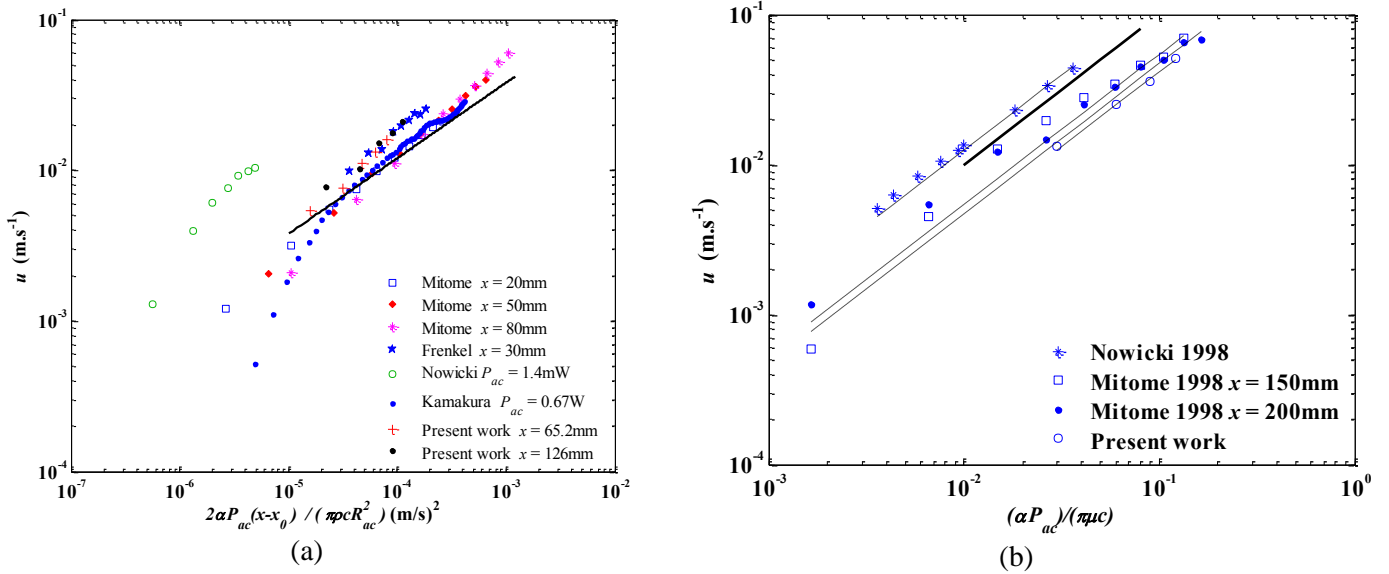 10^-1
10^-2
10^-3
10^-4
10^-7
10^-6
10^-5
10^-4
10^-3
10^-2
u (m.s^-1)
2αP_ac(x-x_0) / (πρcR_ac^2) (m/s)^2
Mitome x = 20mm
Mitome x = 50mm
Mitome x = 80mm
Frenkel x = 30mm
Nowicki P_ac = 1.4mW
Kamakura P_ac = 0.67W
Present work x = 65.2mm
Present work x = 126mm
(a)
10^-1
10^-2
10^-3
10^-4
10^-3
10^-2
10^-1
10^0
u (m.s^-1)
(αP_ac)/(πμc)
Nowicki 1998
Mitome 1998 x = 150mm
Mitome 1998 x = 200mm
Present work
(b)